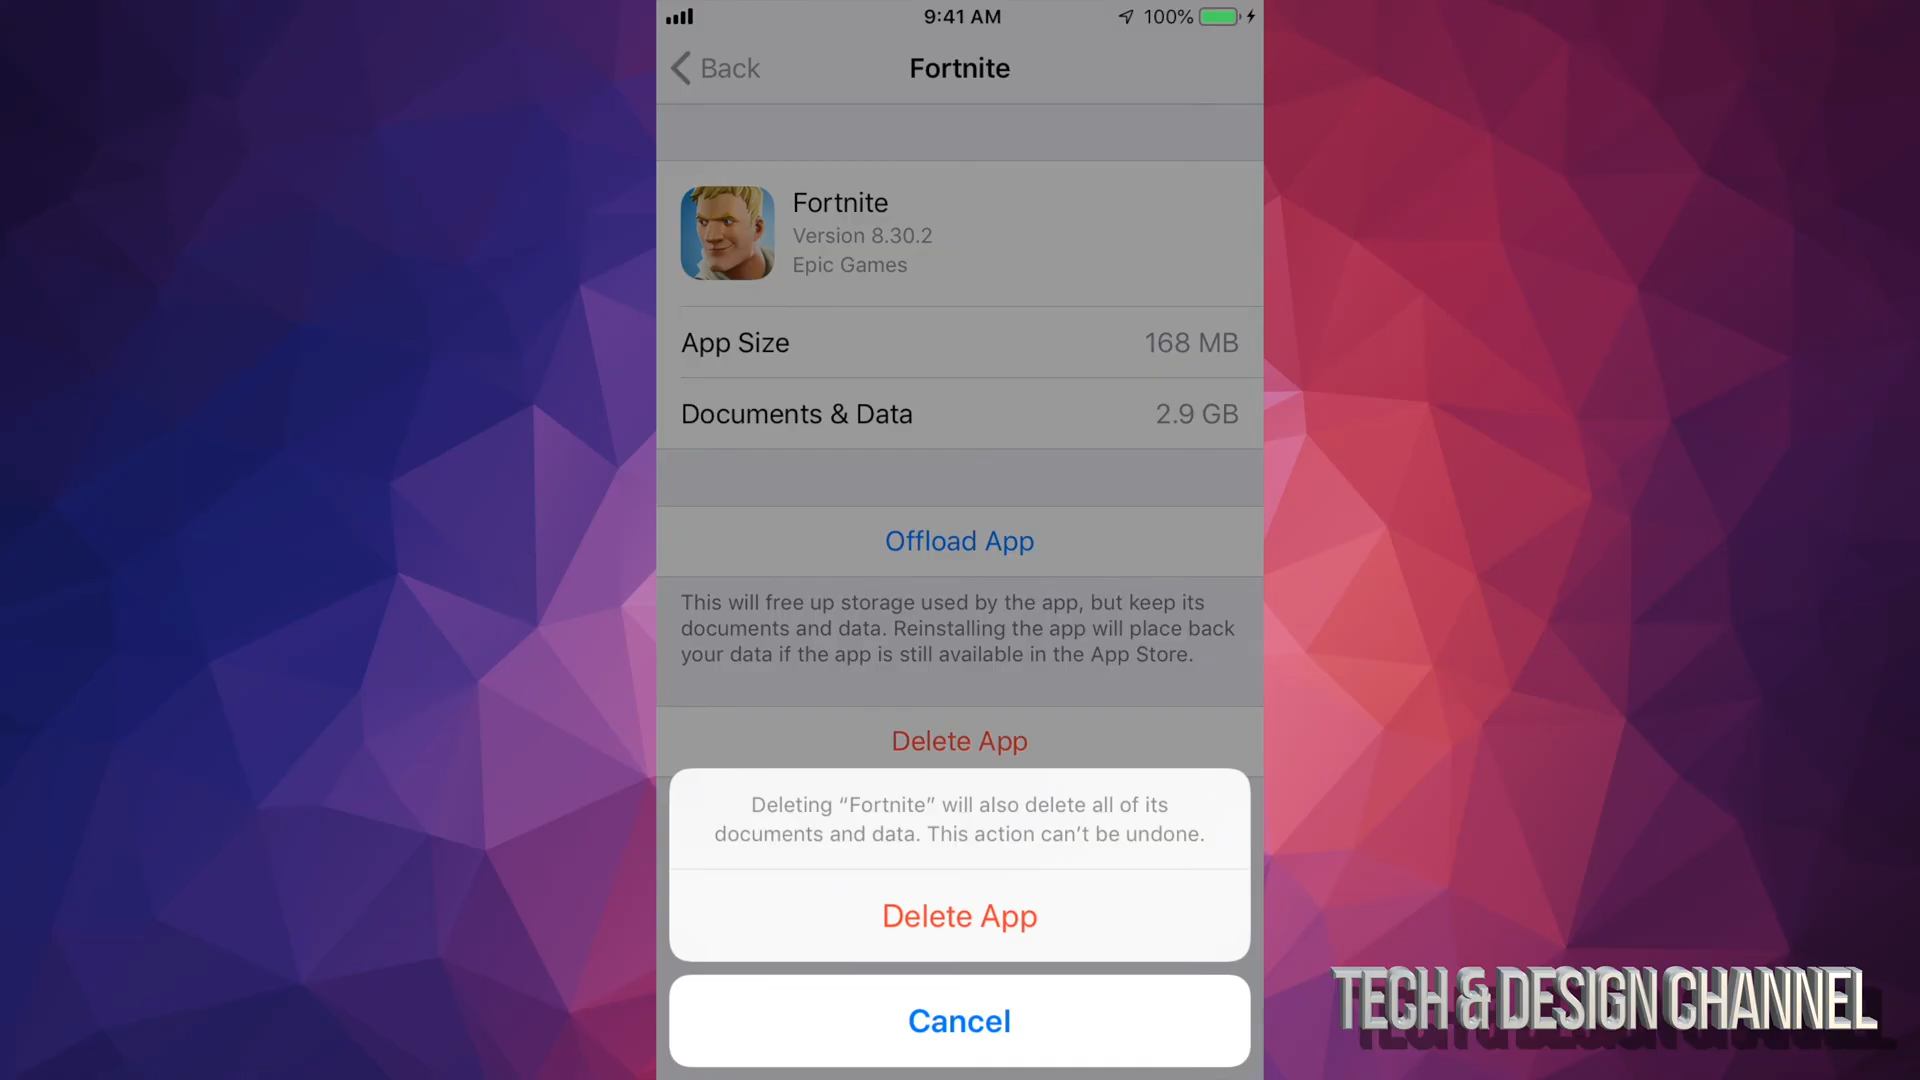 9:41 AM
100%
Back
Fortnite
Fortnite
Version 8.30.2
Epic Games
App Size 168 MB
Documents & Data 2.9 GB
Offload App
This will free up storage used by the app, but keep its
documents and data. Reinstalling the app will place back
your data if the app is still available in the App Store.
Delete App
Deleting “Fortnite” will also delete all of its
documents and data. This action can’t be undone.
Delete App
Cancel
TECH & DESIGN CHANNEL